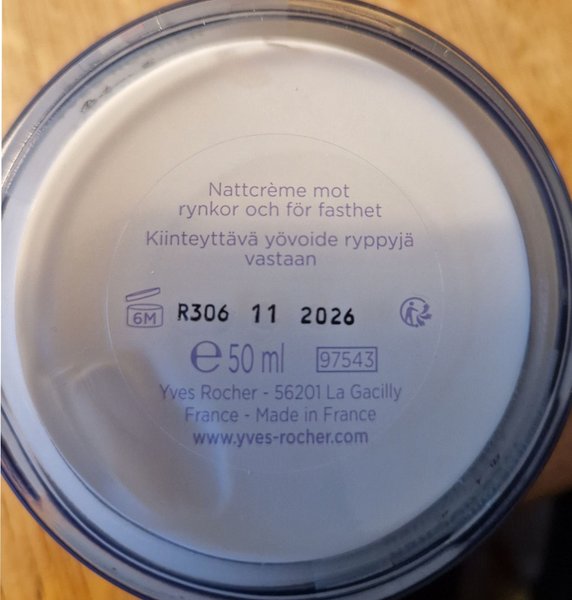 Nattcrème mot
rynkor och för fasthet
Kiinteyttävä yövoide ryppyjä
vastaan
6M R306 11 2026
e 50 ml 97543
Yves Rocher - 56201 La Gacilly
France - Made in France
www.yves-rocher.com